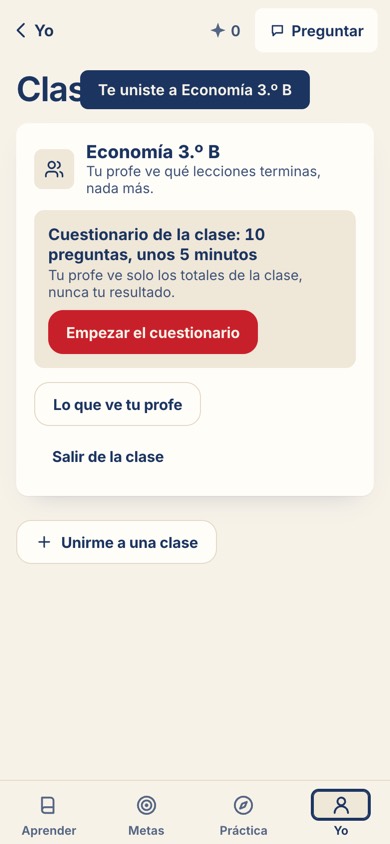 Yo
0
Preguntar
Clas
Te uniste a Economía 3.º B
Economía 3.º B
Tu profe ve qué lecciones terminas,
nada más.
Cuestionario de la clase: 10
preguntas, unos 5 minutos
Tu profe ve solo los totales de la clase,
nunca tu resultado.
Empezar el cuestionario
Lo que ve tu profe
Salir de la clase
Unirme a una clase
Aprender
Metas
Práctica
Yo